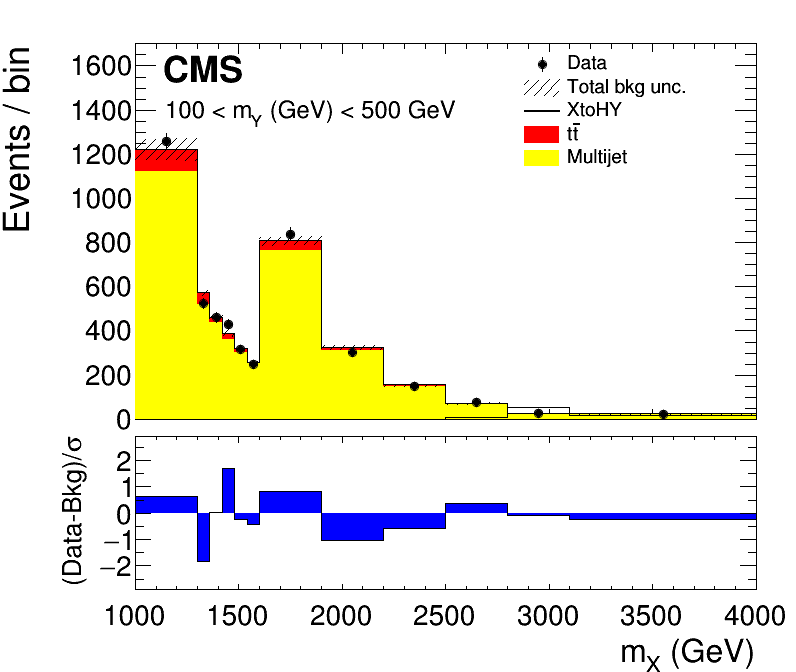 Events / bin
1600
1400
1200
1000
800
600
400
200
0
CMS
100 < m_Y (GeV) < 500 GeV
Data
Total bkg unc.
XtoHY
tt̄
Multijet
(Data-Bkg)/σ
2
1
0
−1
−2
1000 1500 2000 2500 3000 3500 4000
m_X (GeV)